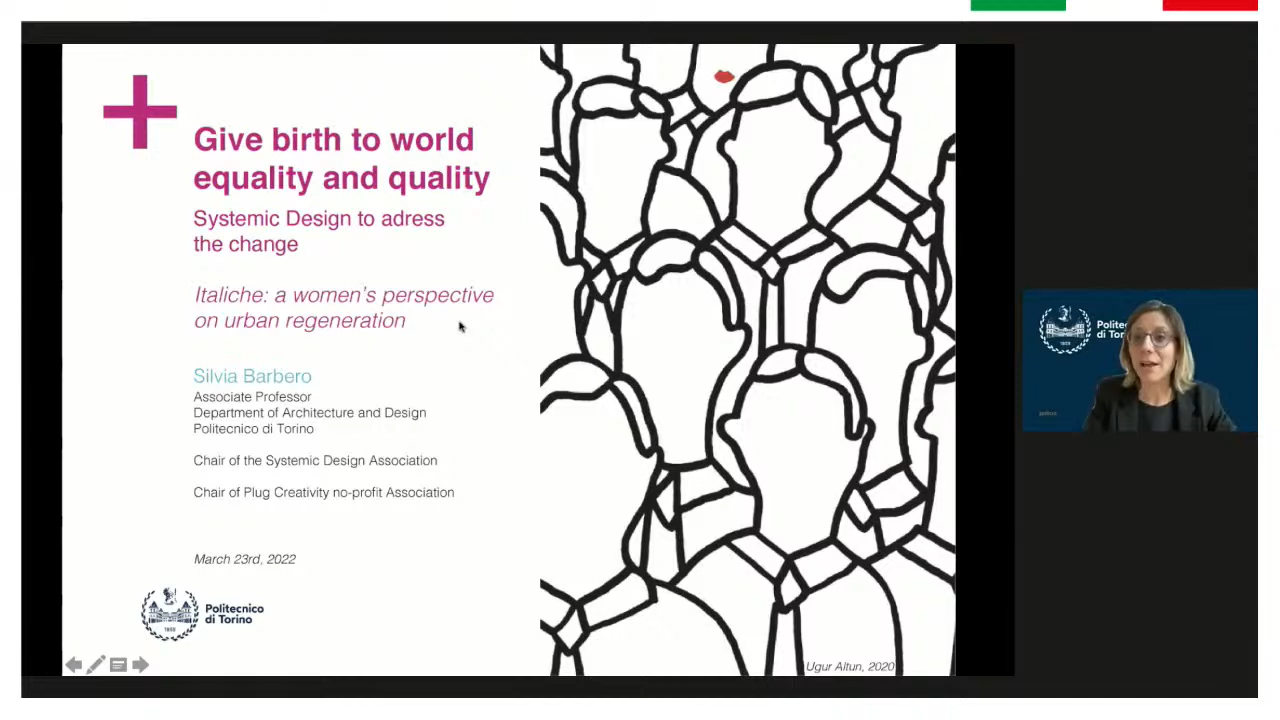 Give birth to world
equality and quality
Systemic Design to adress
the change
Italiche: a women's perspective
on urban regeneration
Silvia Barbero
Associate Professor
Department of Architecture and Design
Politecnico di Torino
Chair of the Systemic Design Association
Chair of Plug Creativity no-profit Association
March 23rd, 2022
1859
Politecnico
di Torino
Ugur Altun, 2020
1859